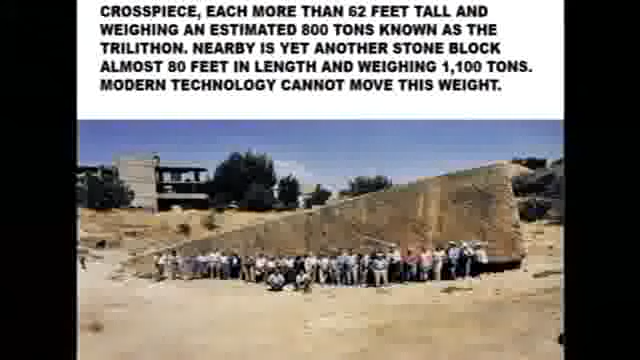 CROSSPIECE, EACH MORE THAN 62 FEET TALL AND
WEIGHING AN ESTIMATED 800 TONS KNOWN AS THE
TRILITHON. NEARBY IS YET ANOTHER STONE BLOCK
ALMOST 80 FEET IN LENGTH AND WEIGHING 1,100 TONS.
MODERN TECHNOLOGY CANNOT MOVE THIS WEIGHT.